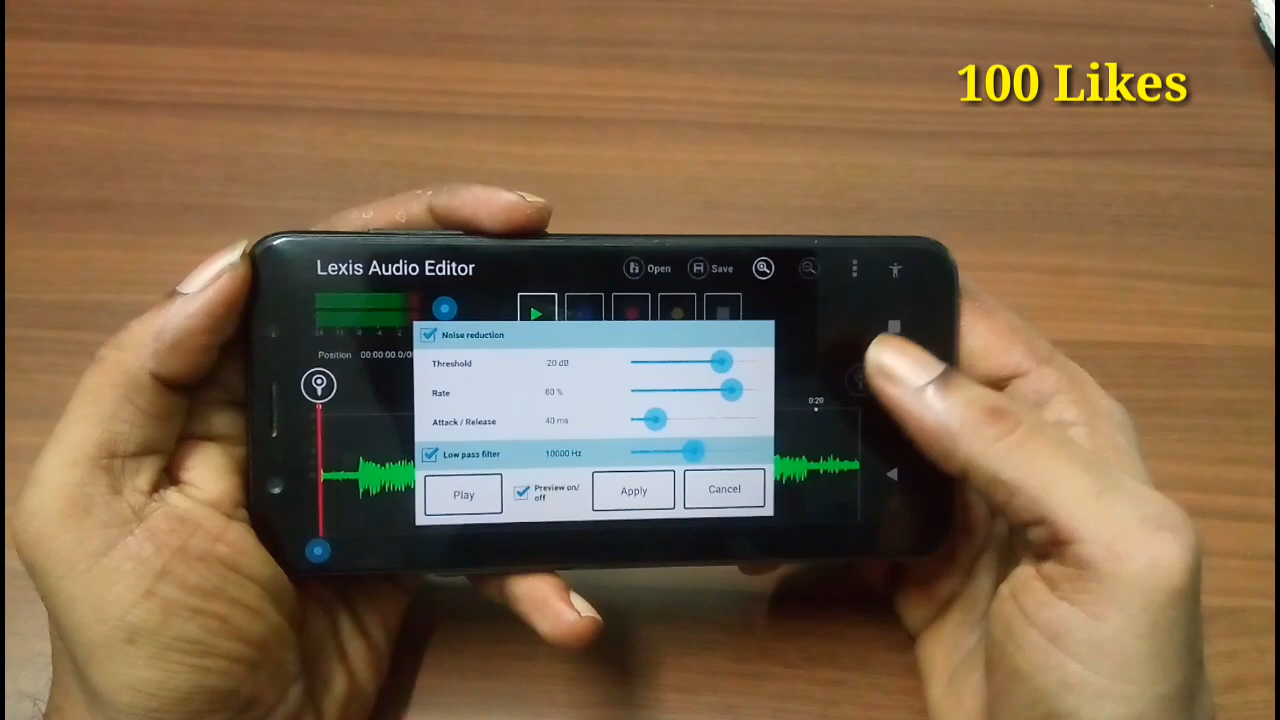 100 Likes
Lexis Audio Editor
Open
Save
Position 00:00:00.0/0
0:20
Noise reduction
Threshold 20 dB
Rate 80 %
Attack / Release 40 ms
Low pass filter 10000 Hz
Play
Preview on/
off
Apply
Cancel